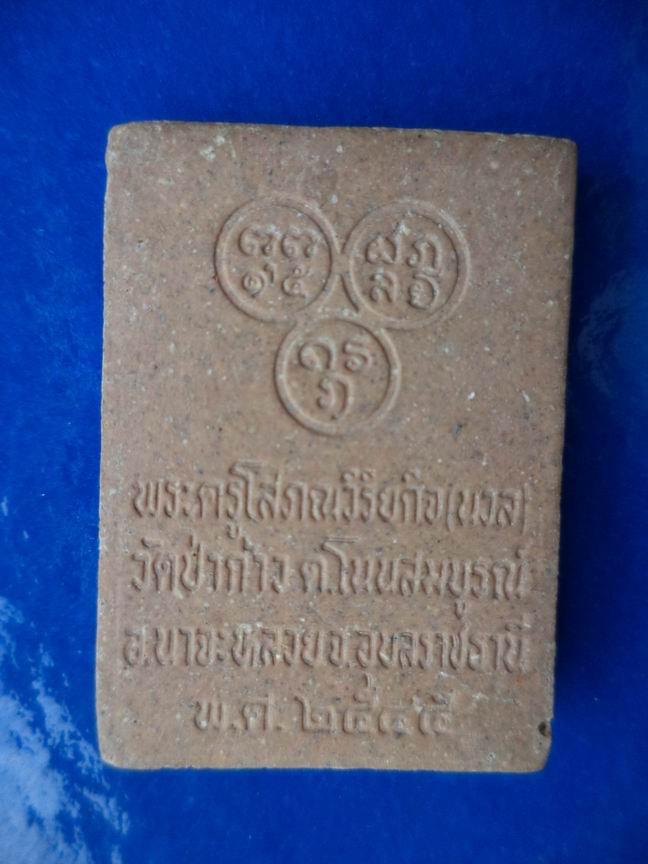 พระครูโสภณวิริยกิจ(นวล)
วัดป่าก้าว ต.โนนสมบูรณ์
อ.นาจะหลวย จ.อุบลราชธานี
พ.ศ. ๒๕๔๕